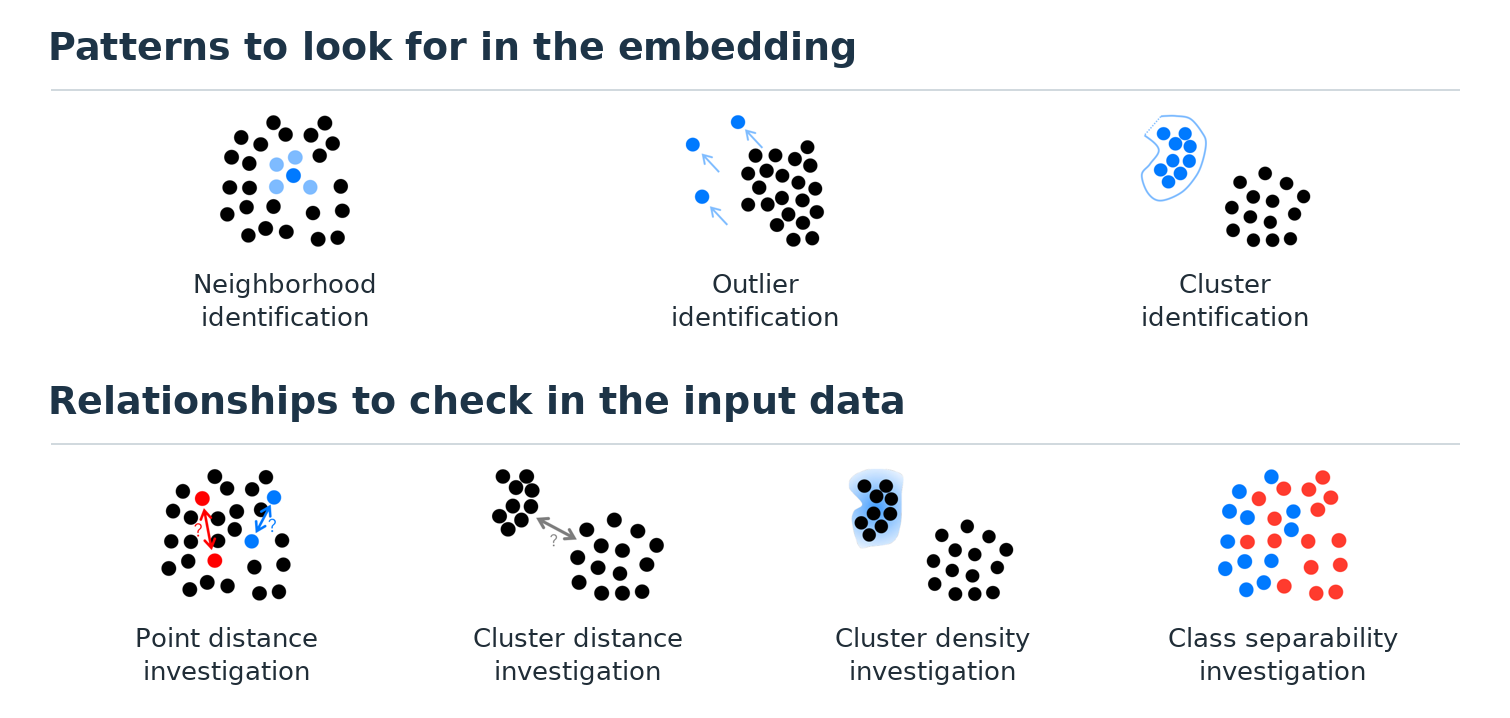 Patterns to look for in the embedding
Neighborhood
identification
Outlier
identification
Cluster
identification
Relationships to check in the input data
?
?
?
Point distance
investigation
Cluster distance
investigation
Cluster density
investigation
Class separability
investigation